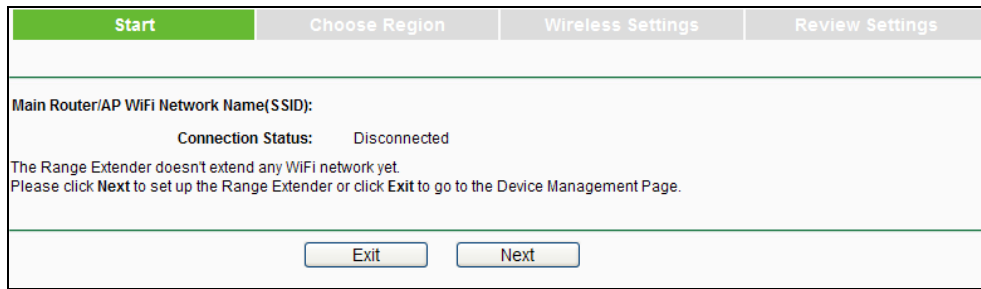 Start Choose Region Wireless Settings Review Settings
Main Router/AP WiFi Network Name(SSID):
Connection Status: Disconnected
The Range Extender doesn't extend any WiFi network yet.
Please click Next to set up the Range Extender or click Exit to go to the Device Management Page.
Exit Next